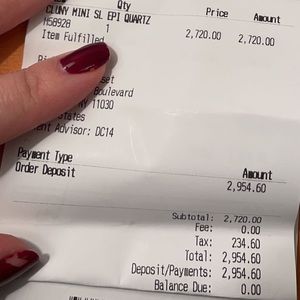 Qty Price Amount
CLUNY MINI SL EPI QUARTZ
M58928 1 2,720.00 2,720.00
Item Fulfilled
Boulevard
NY 11030
States
Advisor: DC14
Payment Type Amount
Order Deposit 2,954.60
Subtotal: 2,720.00
Fee: 0.00
Tax: 234.60
Total: 2,954.60
Deposit/Payments: 2,954.60
Balance Due: 0.00